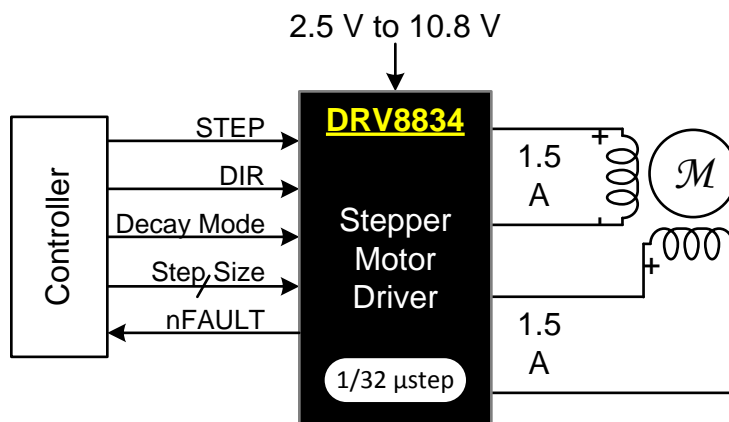 2.5 V to 10.8 V
Controller
STEP
DIR
Decay Mode
Step Size
nFAULT
DRV8834
Stepper
Motor
Driver
1/32 µstep
+
1.5
A
-
M
+
1.5
A